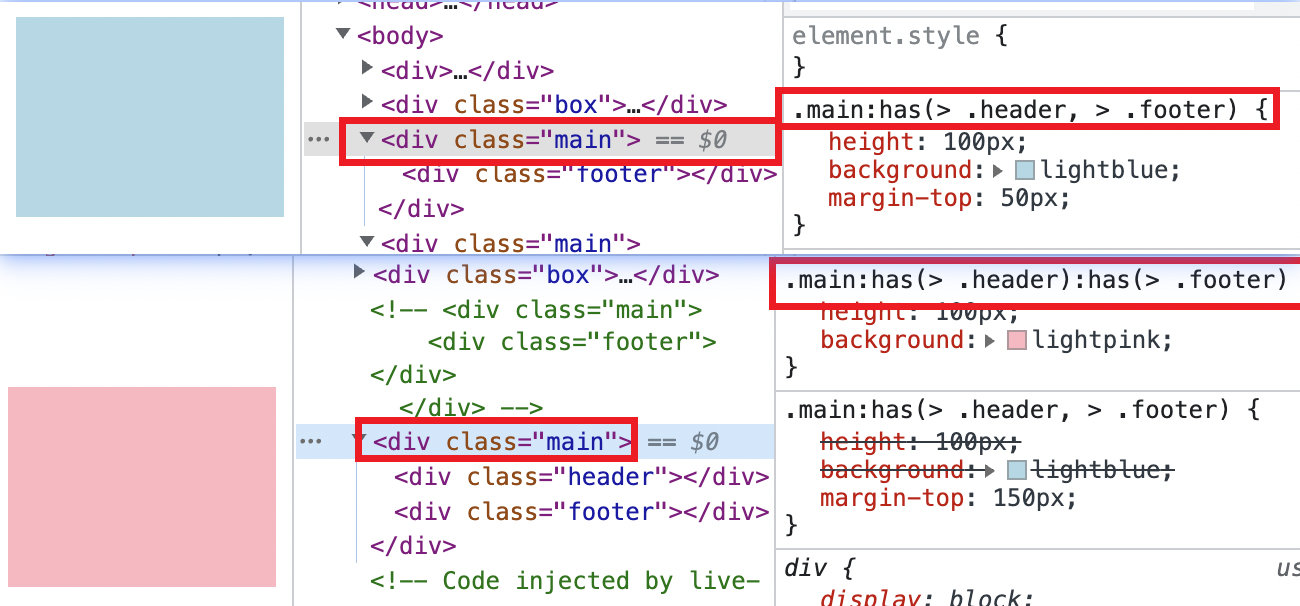 <head>…</head>
<body>
<div>…</div>
<div class="box">…</div>
<div class="main"> == $0
<div class="footer"></div>
</div>
<div class="main">
element.style {
}
.main:has(> .header, > .footer) {
height: 100px;
background: lightblue;
margin-top: 50px;
}
<div class="box">…</div>
<!-- <div class="main">
<div class="footer">
</div>
</div> -->
<div class="main"> == $0
<div class="header"></div>
<div class="footer"></div>
</div>
<!-- Code injected by live-
.main:has(> .header):has(> .footer)
height: 100px;
background: lightpink;
}
.main:has(> .header, > .footer) {
height: 100px;
background: lightblue;
margin-top: 150px;
}
div {
us
display: block;